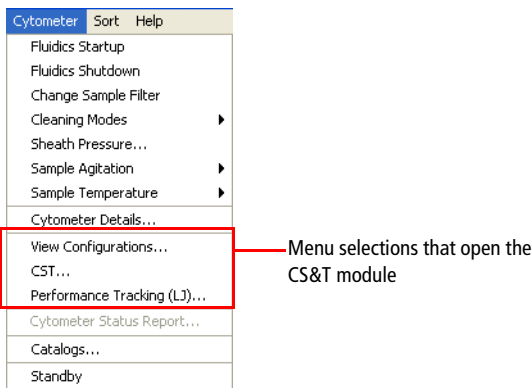 Cytometer Sort Help
Fluidics Startup
Fluidics Shutdown
Change Sample Filter
Cleaning Modes
Sheath Pressure...
Sample Agitation
Sample Temperature
Cytometer Details...
View Configurations...
CST...
Performance Tracking (LJ)...
Cytometer Status Report...
Catalogs...
Standby
Menu selections that open the
CS&T module